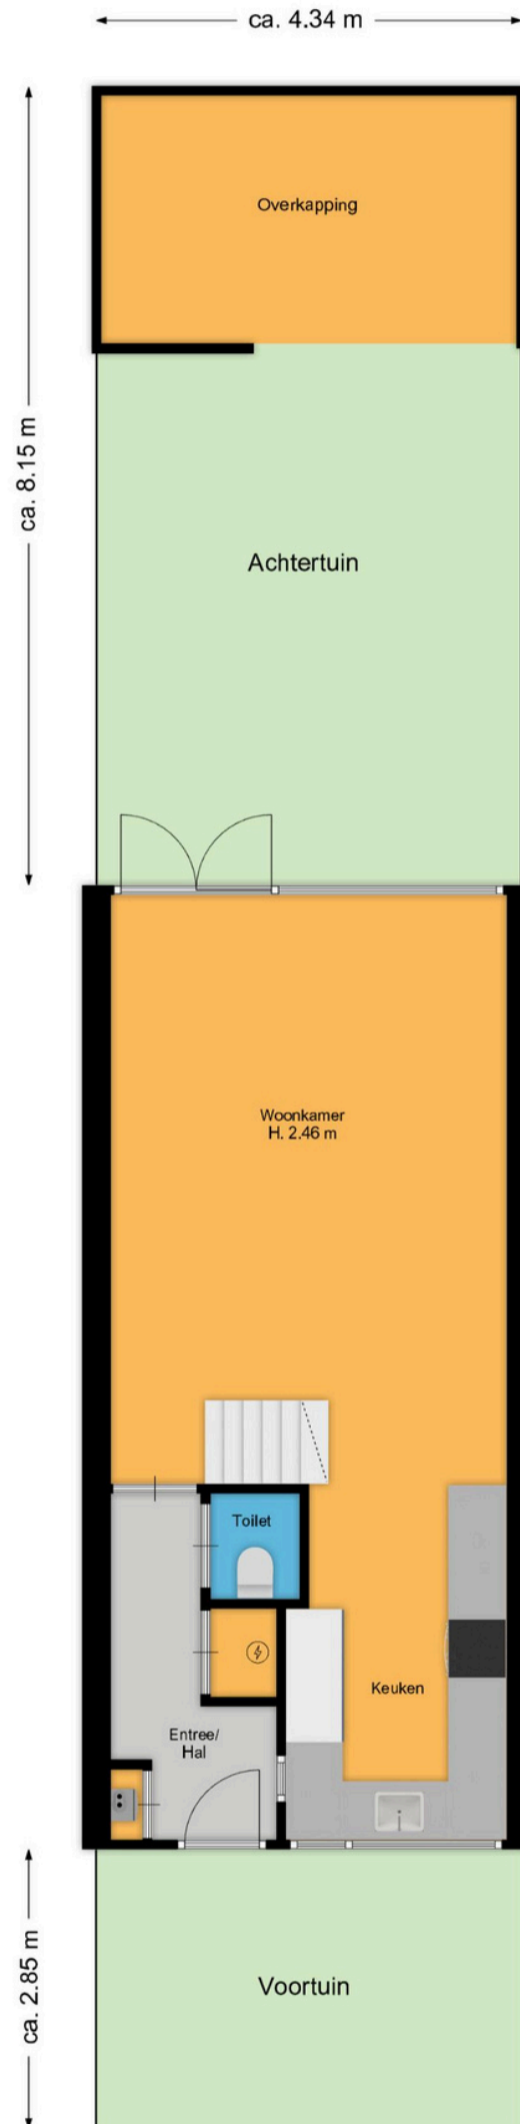 ca. 4.34 m
Overkapping
ca. 8.15 m
Achtertuin
Woonkamer
H. 2.46 m
Toilet
Keuken
Entree/
Hal
ca. 2.85 m
Voortuin